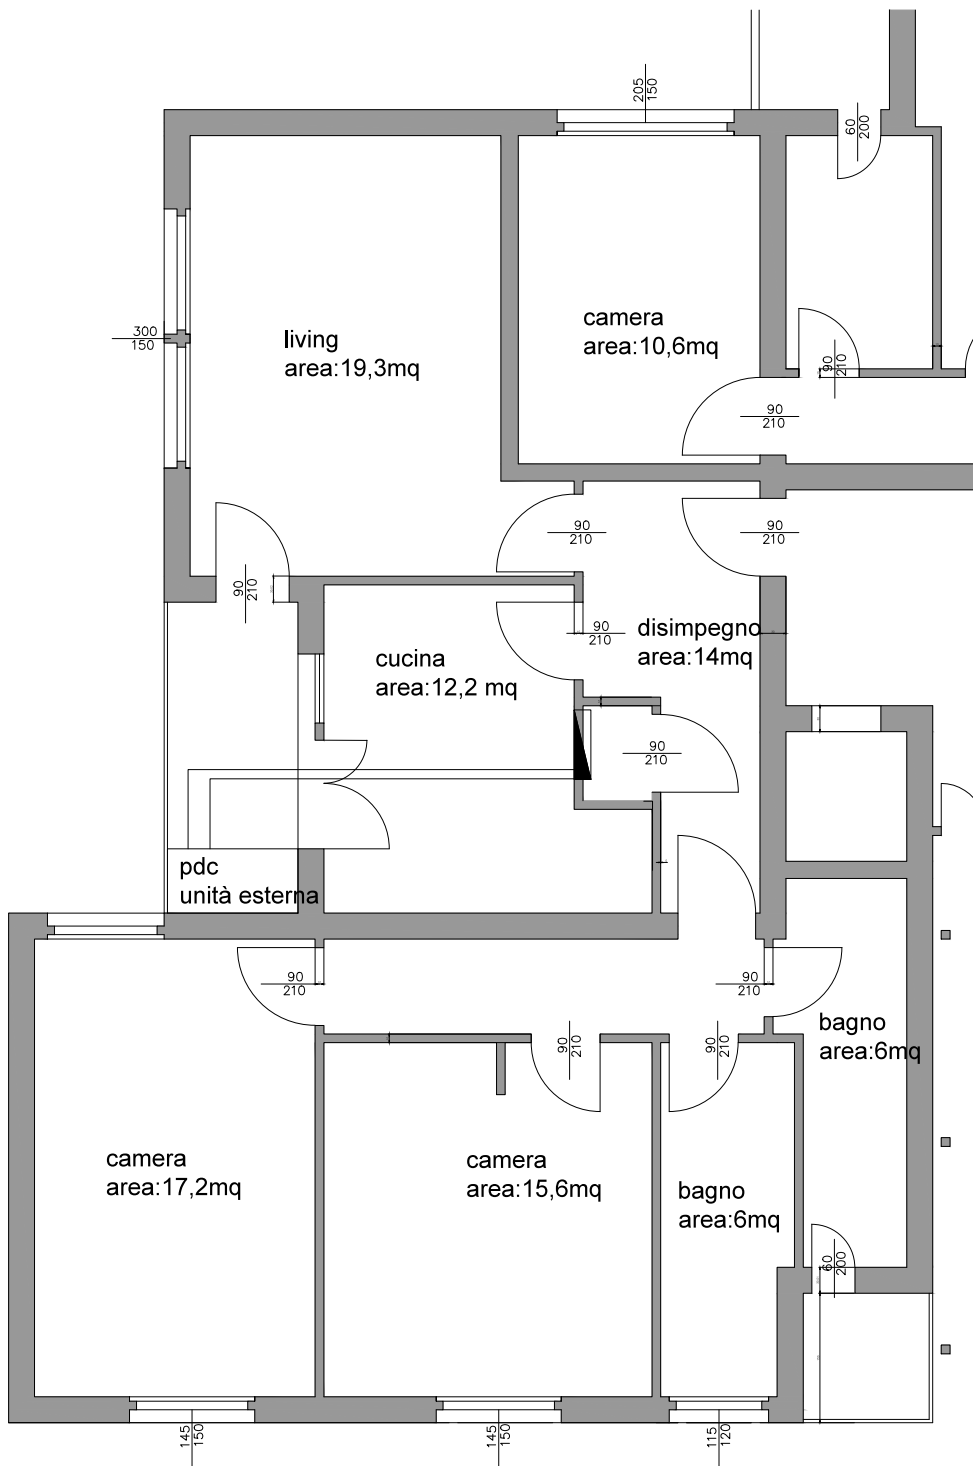 205
150
60
200
300
150
living
area:19,3mq
camera
area:10,6mq
90
210
90
210
90
210
90
210
90
210
90
210
disimpegno
area:14mq
cucina
area:12,2 mq
90
210
pdc
unità esterna
90
210
90
210
bagno
area:6mq
90
210
90
210
camera
area:17,2mq
camera
area:15,6mq
bagno
area:6mq
60
200
145
150
145
150
115
120